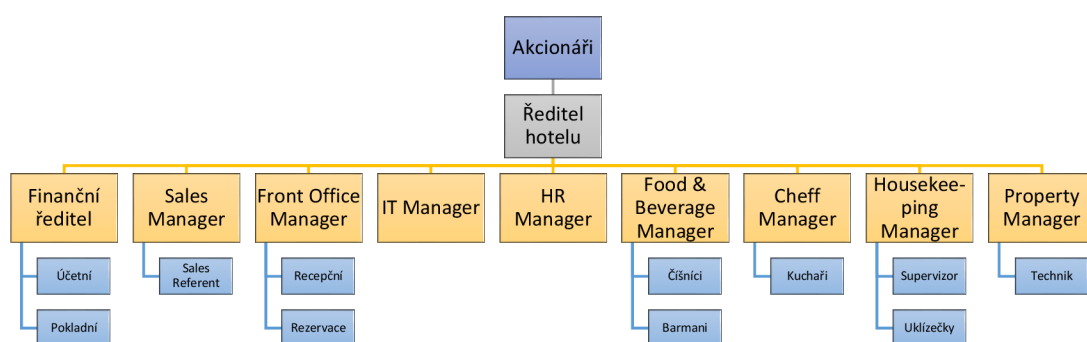 Akcionáři
Ředitel
hotelu
Finanční
ředitel
Sales
Manager
Front Office
Manager
IT Manager
HR
Manager
Food &
Beverage
Manager
Cheff
Manager
Housekee-
ping
Manager
Property
Manager
Účetní
Sales
Referent
Recepční
Číšníci
Kuchaři
Supervizor
Technik
Pokladní
Rezervace
Barmani
Uklízečky